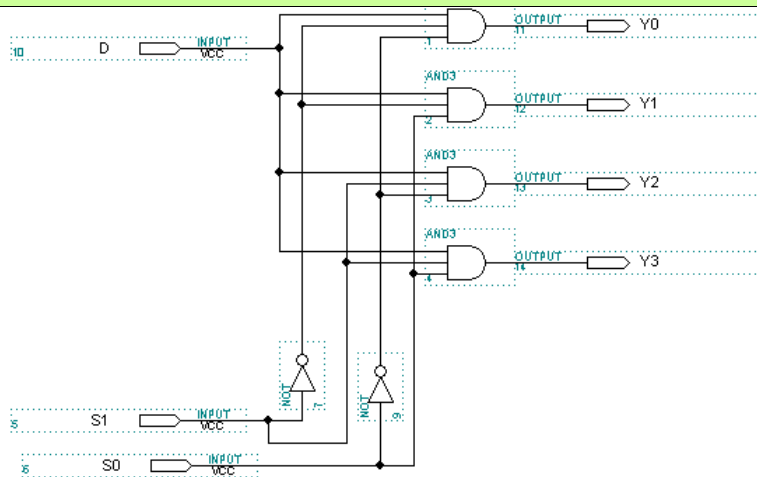 OUTPUT
Y0
1
11
INPUT
VCC
D
10
AND3
OUTPUT
Y1
2
12
AND3
OUTPUT
Y2
3
13
AND3
OUTPUT
Y3
4
14
NOT
7
NOT
9
INPUT
VCC
S1
5
INPUT
VCC
S0
6